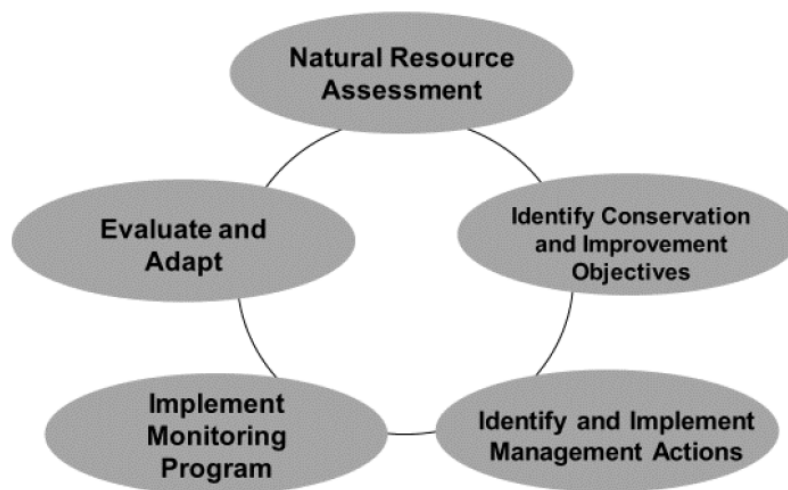 Natural Resource
Assessment
Identify Conservation
and Improvement
Objectives
Identify and Implement
Management Actions
Implement
Monitoring
Program
Evaluate and
Adapt